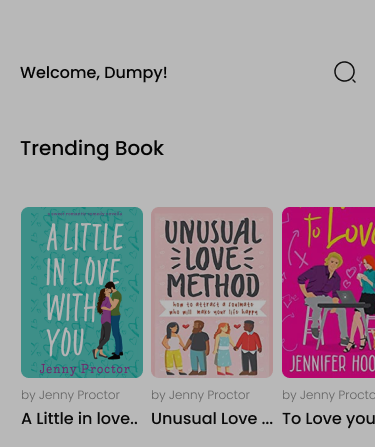 Welcome, Dumpy!
Trending Book
A LITTLE
IN LOVE
WITH
YOU
Jenny Proctor
UNUSUAL
LOVE
METHOD
how to attract a soulmate
who will make your life happy
To Love
JENNIFER HOO
by Jenny Proctor
by Jenny Proctor
by Jenny Procto
A Little in love..
Unusual Love ...
To Love you